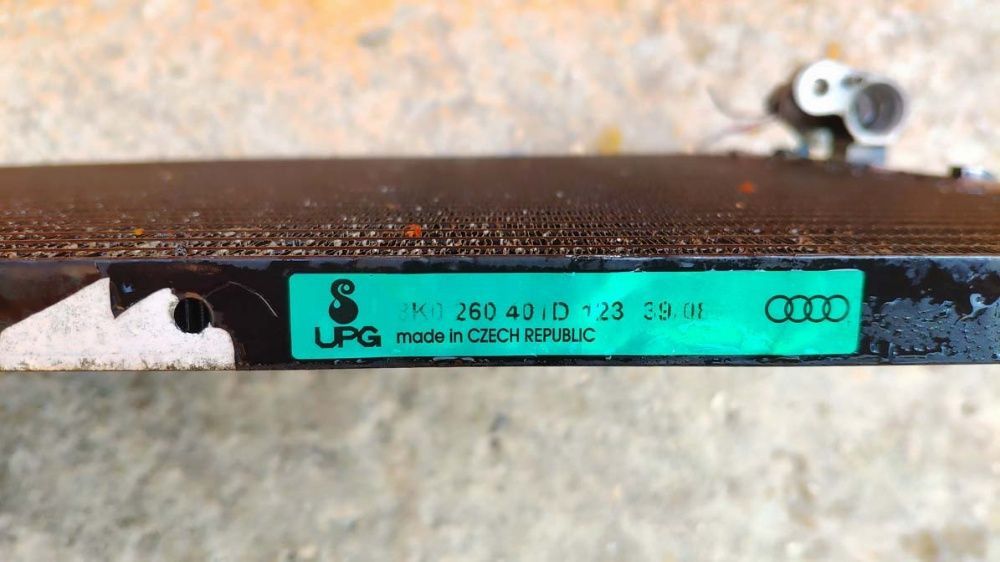 UPG
8K0 260 401D 123 39/08
made in CZECH REPUBLIC